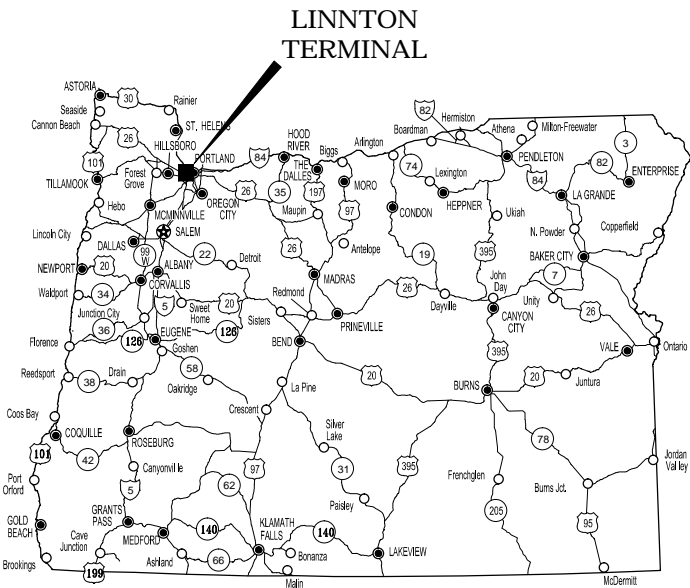 LINNTON
TERMINAL
ASTORIA
30
Rainier
Seaside
Cannon Beach
26
ST. HELENS
HILLSBORO
PORTLAND
101
Forest
Grove
TILLAMOOK
Hebo
MCMINNVILLE
OREGON
CITY
84
HOOD
RIVER
THE
DALLES
Biggs
35
197
MORO
97
26
Maupin
Arlington
82
Boardman
Hermiston
Athena
Milton-Freewater
3
74
Lexington
HEPPNER
PENDLETON
82
ENTERPRISE
84
LA GRANDE
CONDON
Ukiah
N. Powder
Copperfield
Lincoln City
SALEM
DALLAS
99
W
22
Detroit
26
Antelope
19
395
BAKER CITY
NEWPORT
20
ALBANY
CORVALLIS
MADRAS
7
Waldport
34
5
Sweet
Home
20
Redmond
Sisters
26
PRINEVILLE
Dayville
John
Day
Unity
CANYON
CITY
26
Junction City
36
126
EUGENE
126
Goshen
Florence
BEND
395
VALE
Ontario
Reedsport
38
Drain
58
Oakridge
La Pine
20
BURNS
20
Juntura
Crescent
Coos Bay
COQUILLE
ROSEBURG
Silver
Lake
78
101
42
Canyonville
97
31
395
Jordan
Valley
Port
Orford
5
62
Paisley
Frenchglen
Burns Jct.
GOLD
BEACH
GRANTS
PASS
MEDFORD
140
KLAMATH
FALLS
140
205
95
Cave
Junction
Ashland
66
Bonanza
LAKEVIEW
Brookings
199
Malin
McDermitt